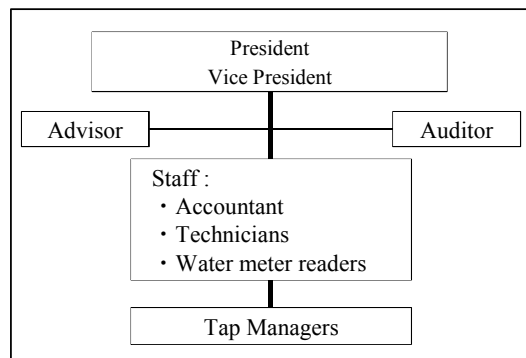 President
Vice President
Advisor
Auditor
Staff :
・Accountant
・Technicians
・Water meter readers
Tap Managers